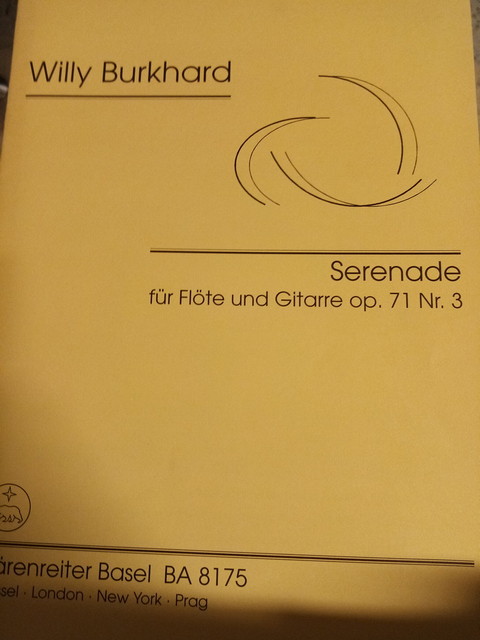 Willy Burkhard
Serenade
für Flöte und Gitarre op. 71 Nr. 3
ärenreiter Basel BA 8175
sel · London · New York · Prag